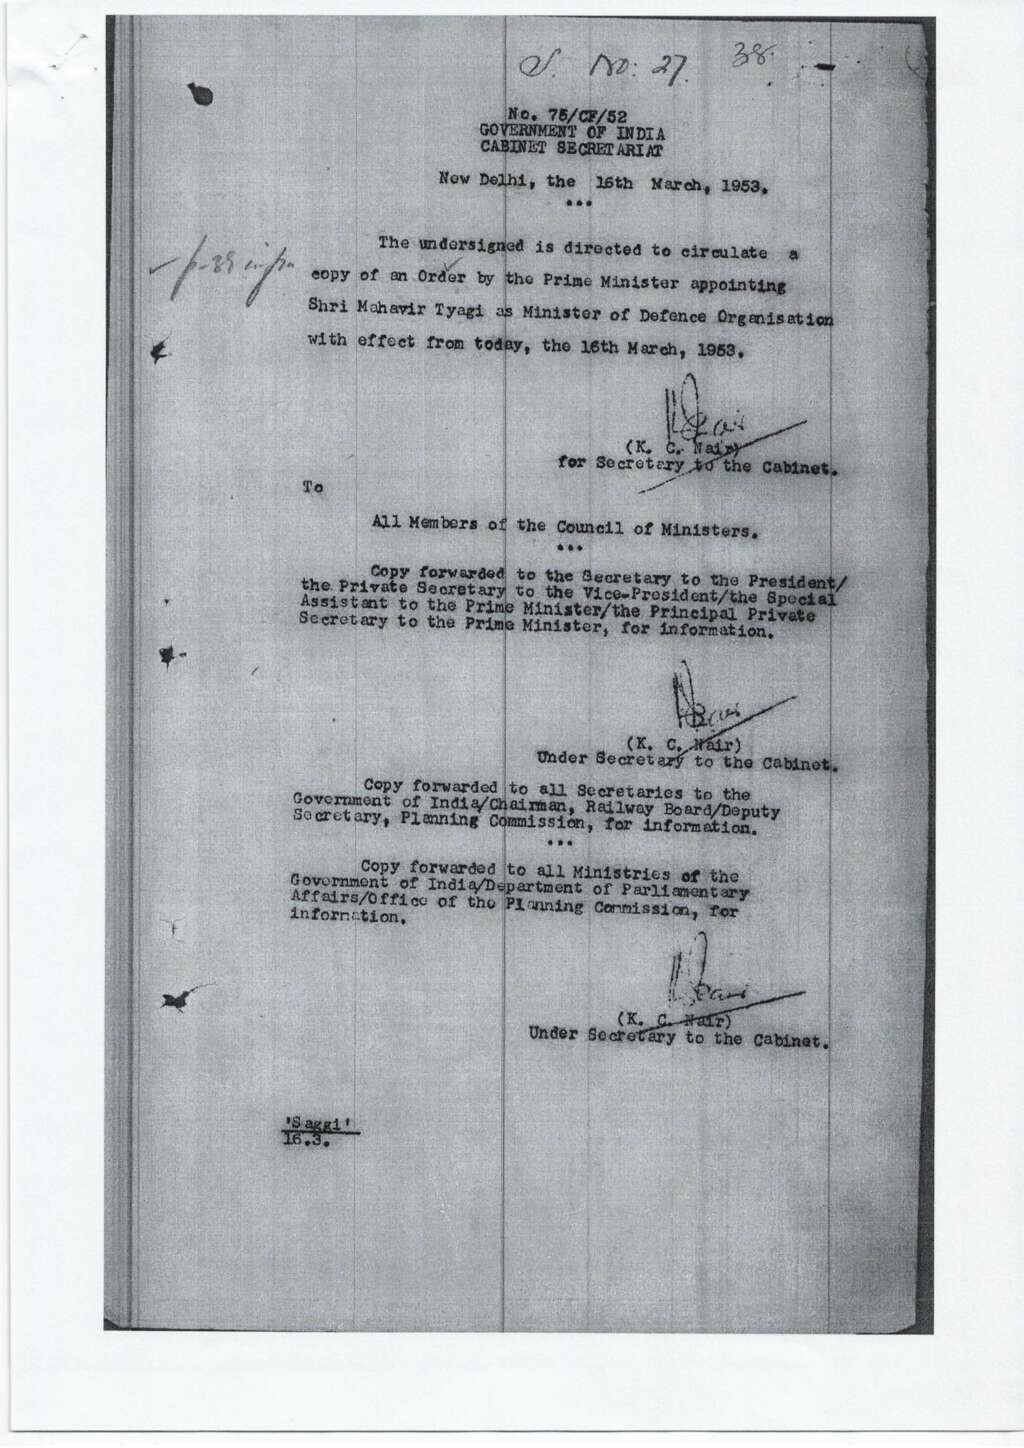 S. No: 27. 38.
No. 75/CF/52
GOVERNMENT OF INDIA
CABINET SECRETARIAT
New Delhi, the 16th March, 1953.
***
The undersigned is directed to circulate a
copy of an Order by the Prime Minister appointing
Shri Mahavir Tyagi as Minister of Defence Organisation
with effect from today, the 16th March, 1953.
(K. C. Nair)
for Secretary to the Cabinet.
To
All Members of the Council of Ministers.
***
Copy forwarded to the Secretary to the President/
the Private Secretary to the Vice-President/the Special
Assistant to the Prime Minister/the Principal Private
Secretary to the Prime Minister, for information.
(K. C. Nair)
Under Secretary to the Cabinet.
Copy forwarded to all Secretaries to the
Government of India/Chairman, Railway Board/Deputy
Secretary, Planning Commission, for information.
***
Copy forwarded to all Ministries of the
Government of India/Department of Parliamentary
Affairs/Office of the Planning Commission, for
information.
(K. C. Nair)
Under Secretary to the Cabinet.
'Saggi'
16.3.